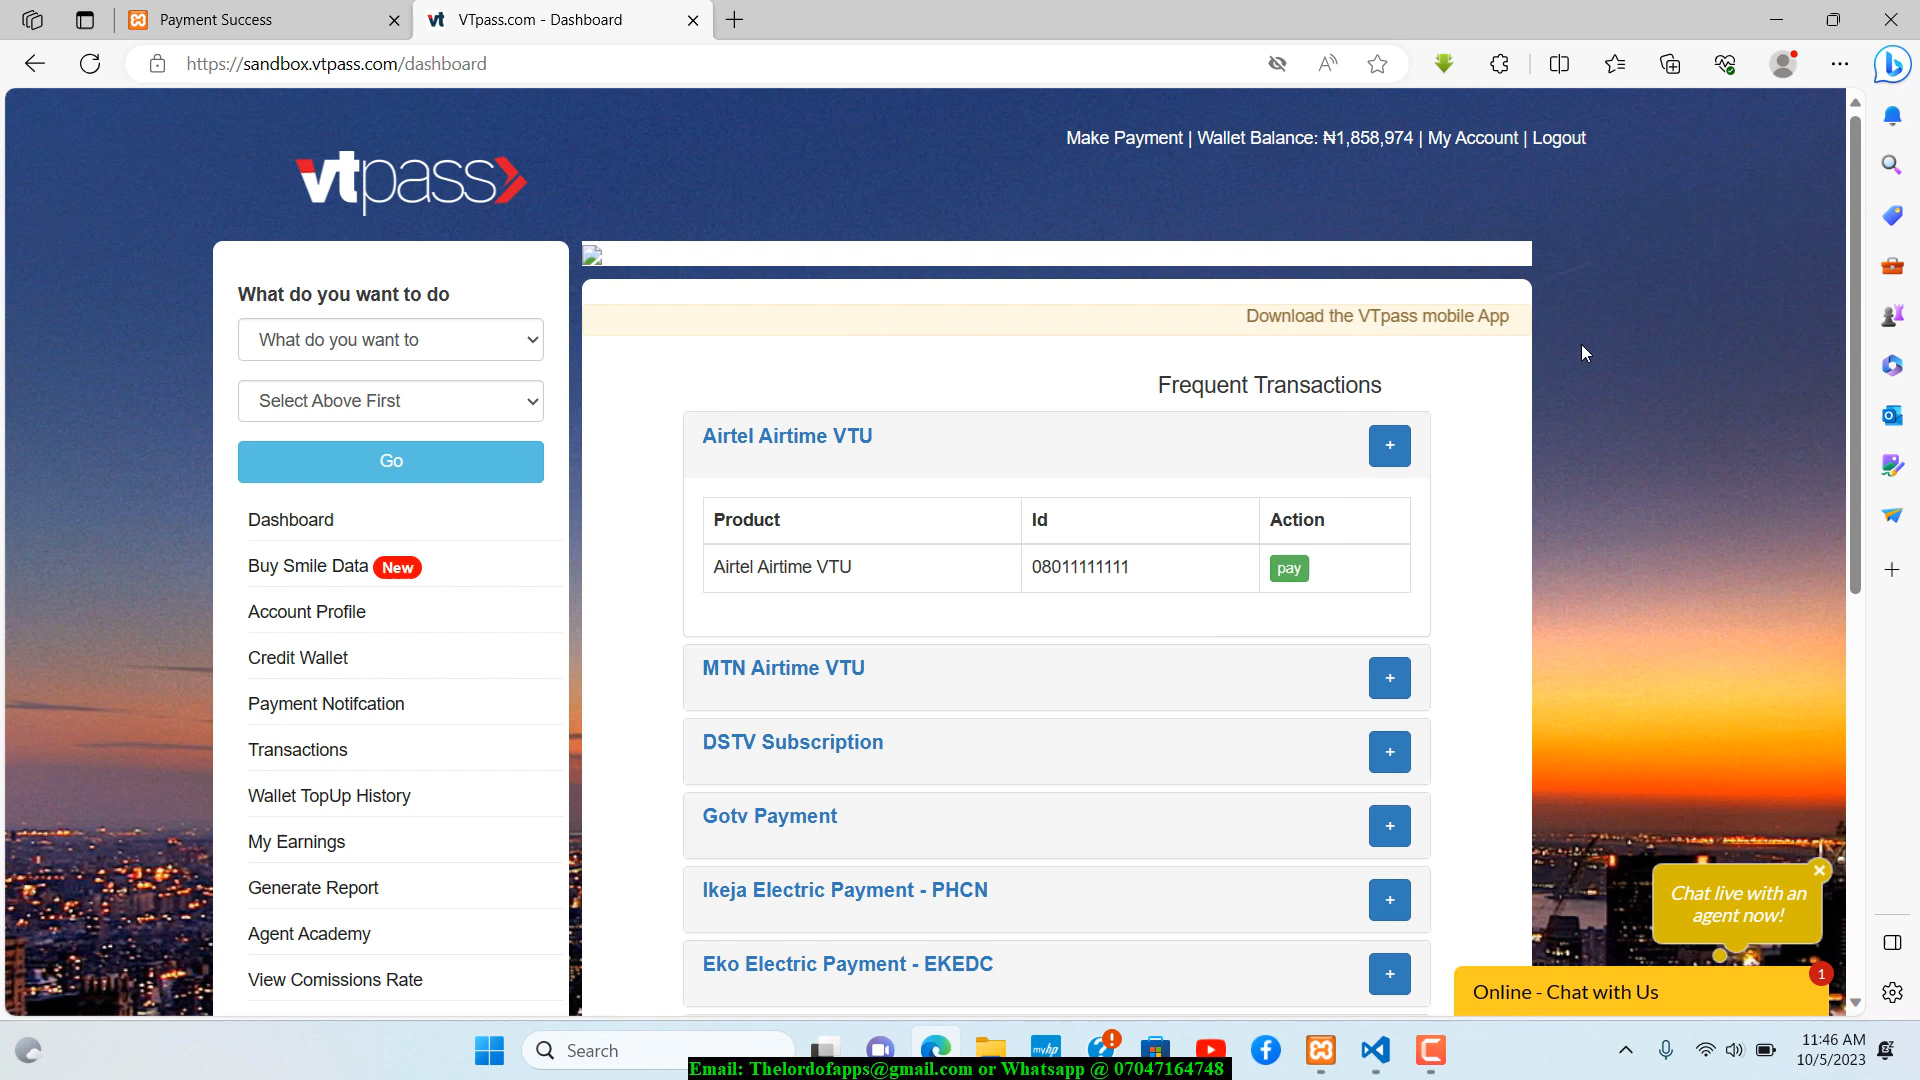 Payment Success
VTpass.com - Dashboard
https://sandbox.vtpass.com/dashboard
Make Payment | Wallet Balance: ₦1,858,974 | My Account | Logout
vtpass
What do you want to do
What do you want to
Select Above First
Go
Dashboard
Buy Smile Data New
Account Profile
Credit Wallet
Payment Notifcation
Transactions
Wallet TopUp History
My Earnings
Generate Report
Agent Academy
View Comissions Rate
Download the VTpass mobile App
Frequent Transactions
Airtel Airtime VTU
+
Product Id Action
Airtel Airtime VTU 08011111111 pay
MTN Airtime VTU
+
DSTV Subscription
+
Gotv Payment
+
Ikeja Electric Payment - PHCN
+
Eko Electric Payment - EKEDC
+
Chat live with an
agent now!
1
Online - Chat with Us
Search
myhp
11:46 AM
10/5/2023
Email: Thelordofapps@gmail.com or Whatsapp @ 07047164748